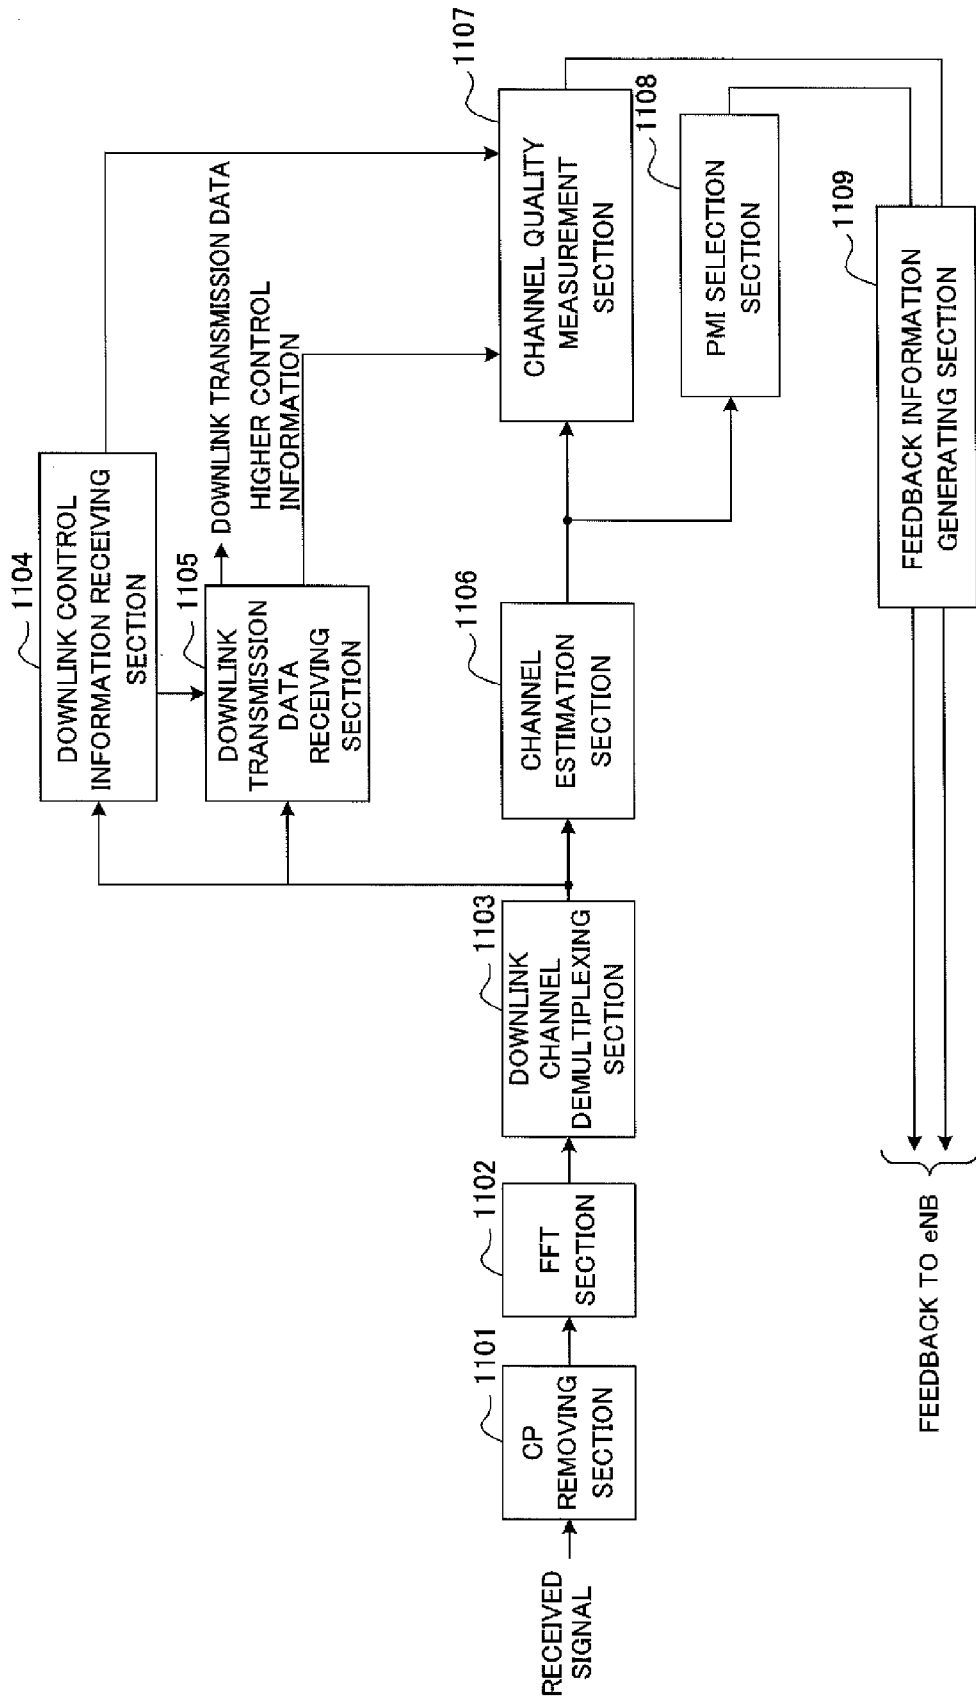 RECEIVED
SIGNAL
1101
CP
REMOVING
SECTION
1102
FFT
SECTION
1103
DOWNLINK
CHANNEL
DEMULTIPLEXING
SECTION
1104
DOWNLINK CONTROL
INFORMATION RECEIVING
SECTION
1105
DOWNLINK
TRANSMISSION
DATA
RECEIVING
SECTION
DOWNLINK TRANSMISSION DATA
HIGHER CONTROL
INFORMATION
1106
CHANNEL
ESTIMATION
SECTION
1107
CHANNEL QUALITY
MEASUREMENT
SECTION
1108
PMI SELECTION
SECTION
1109
FEEDBACK INFORMATION
GENERATING SECTION
FEEDBACK TO eNB